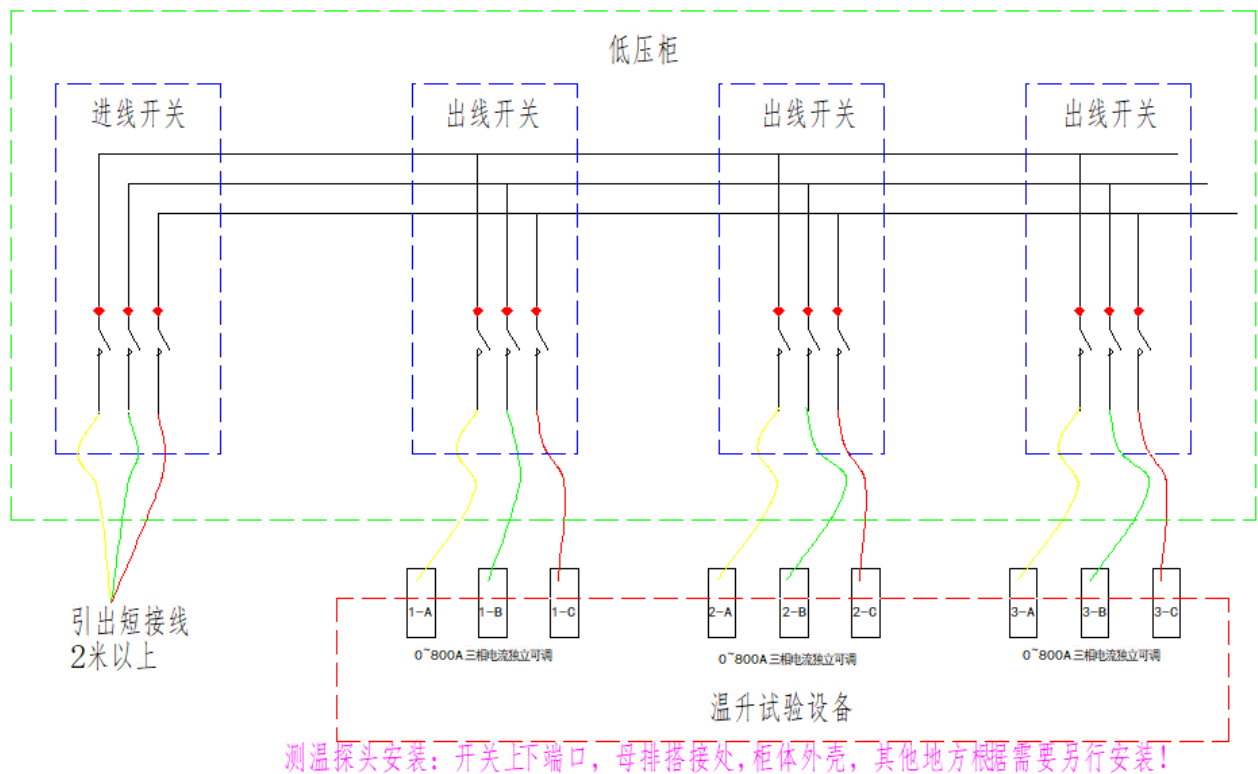 低压柜
进线开关
出线开关
出线开关
出线开关
引出短接线
2米以上
1-A
1-B
1-C
2-A
2-B
2-C
3-A
3-B
3-C
0~800A三相电流独立可调
0~800A三相电流独立可调
0~800A三相电流独立可调
温升试验设备
测温探头安装：开关上下端口，母排搭接处，柜体外壳，其他地方根据需要另行安装！